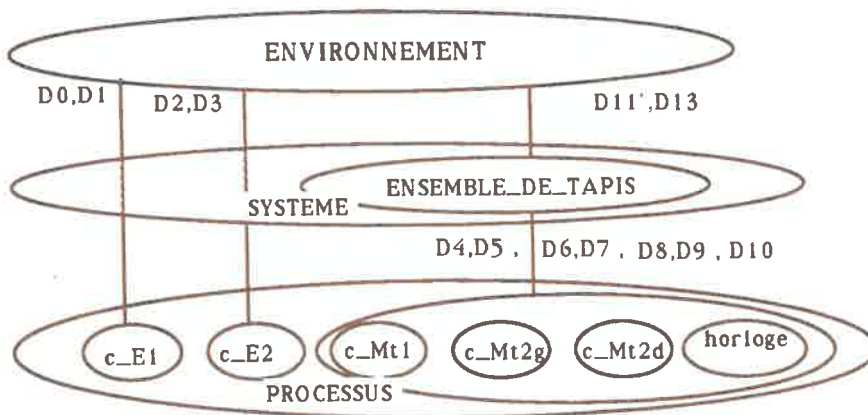 ENVIRONNEMENT
D0,D1 D2,D3 D11',D13
ENSEMBLE_DE_TAPIS
SYSTEME
D4,D5 , D6,D7 , D8,D9 , D10
c_E1 c_E2 c_Mt1 c_Mt2g c_Mt2d horloge
PROCESSUS